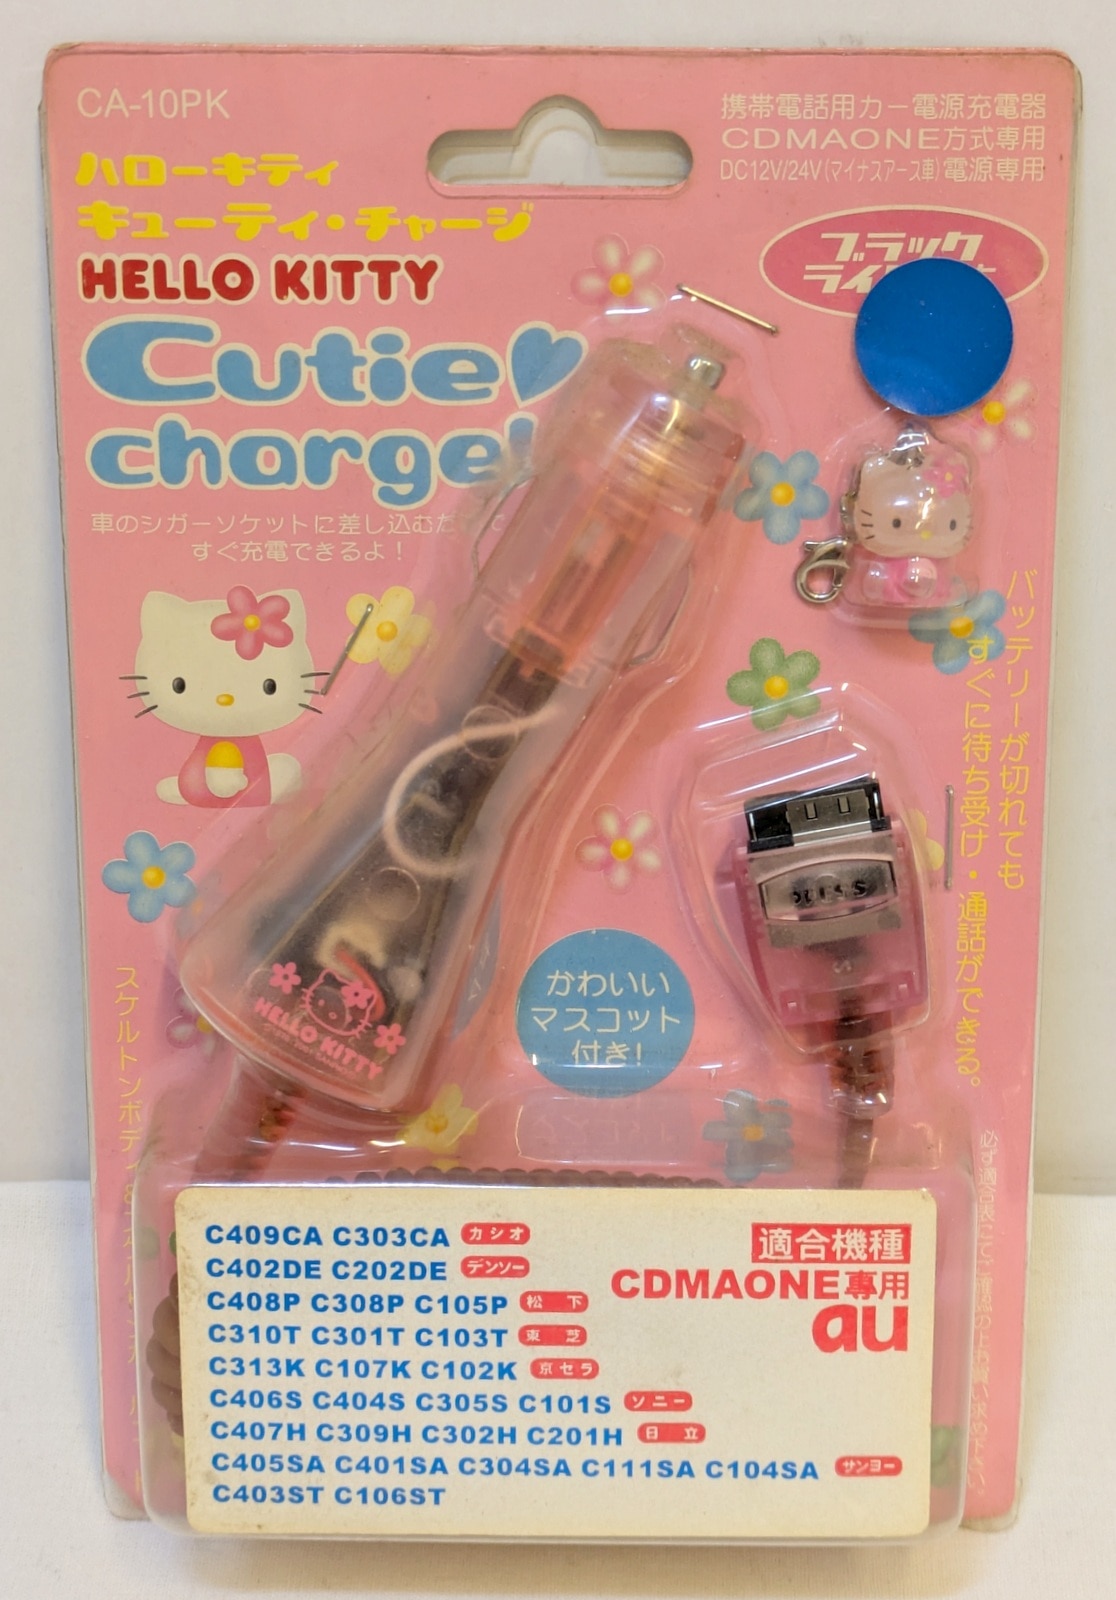 CA-10PK
携帯電話用カー電源充電器
CDMAONE方式専用
DC12V/24V(マイナスアース車)電源専用
ハローキティ
キューティ・チャージ
HELLO KITTY
Cutie
charge!
ブラック
車のシガーソケットに差し込むだけで
すぐ充電できるよ!
バッテリーが切れても
すぐに待ち受け・通話ができる。
PRESS
HELLO KITTY
かわいい
マスコット
付き!
スケルトンボディ
C409CA C303CA カシオ
C402DE C202DE デンソー
C408P C308P C105P 松下
C310T C301T C103T 東芝
C313K C107K C102K 京セラ
C406S C404S C305S C101S ソニー
C407H C309H C302H C201H 日立
C405SA C401SA C304SA C111SA C104SA サンヨー
C403ST C106ST
適合機種
CDMAONE専用
au